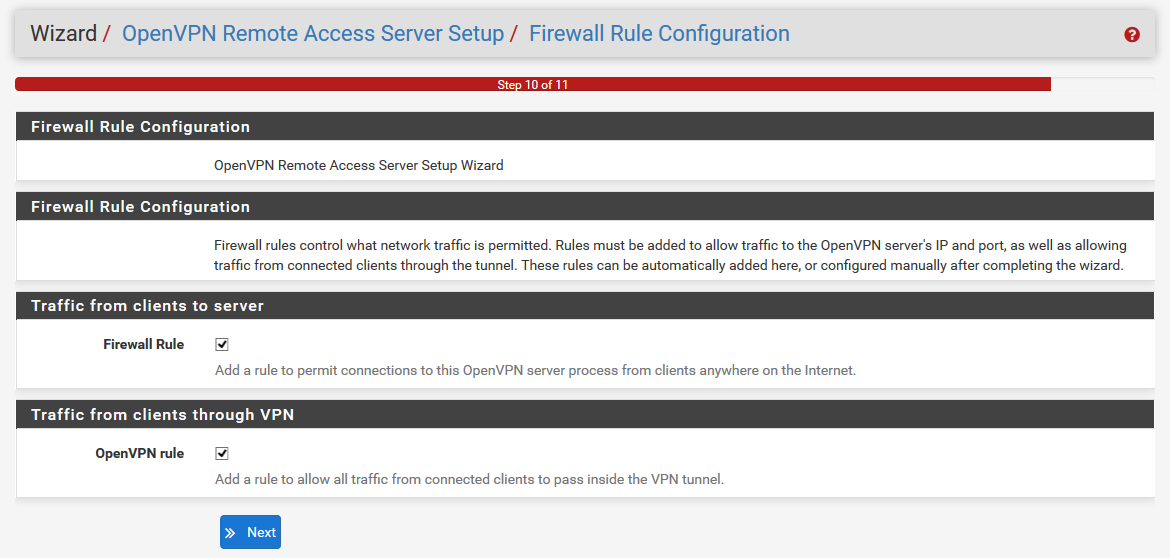 Wizard / OpenVPN Remote Access Server Setup / Firewall Rule Configuration
Step 10 of 11
Firewall Rule Configuration
OpenVPN Remote Access Server Setup Wizard
Firewall Rule Configuration
Firewall rules control what network traffic is permitted. Rules must be added to allow traffic to the OpenVPN server's IP and port, as well as allowing
traffic from connected clients through the tunnel. These rules can be automatically added here, or configured manually after completing the wizard.
Traffic from clients to server
Firewall Rule
Add a rule to permit connections to this OpenVPN server process from clients anywhere on the Internet.
Traffic from clients through VPN
OpenVPN rule
Add a rule to allow all traffic from connected clients to pass inside the VPN tunnel.
Next